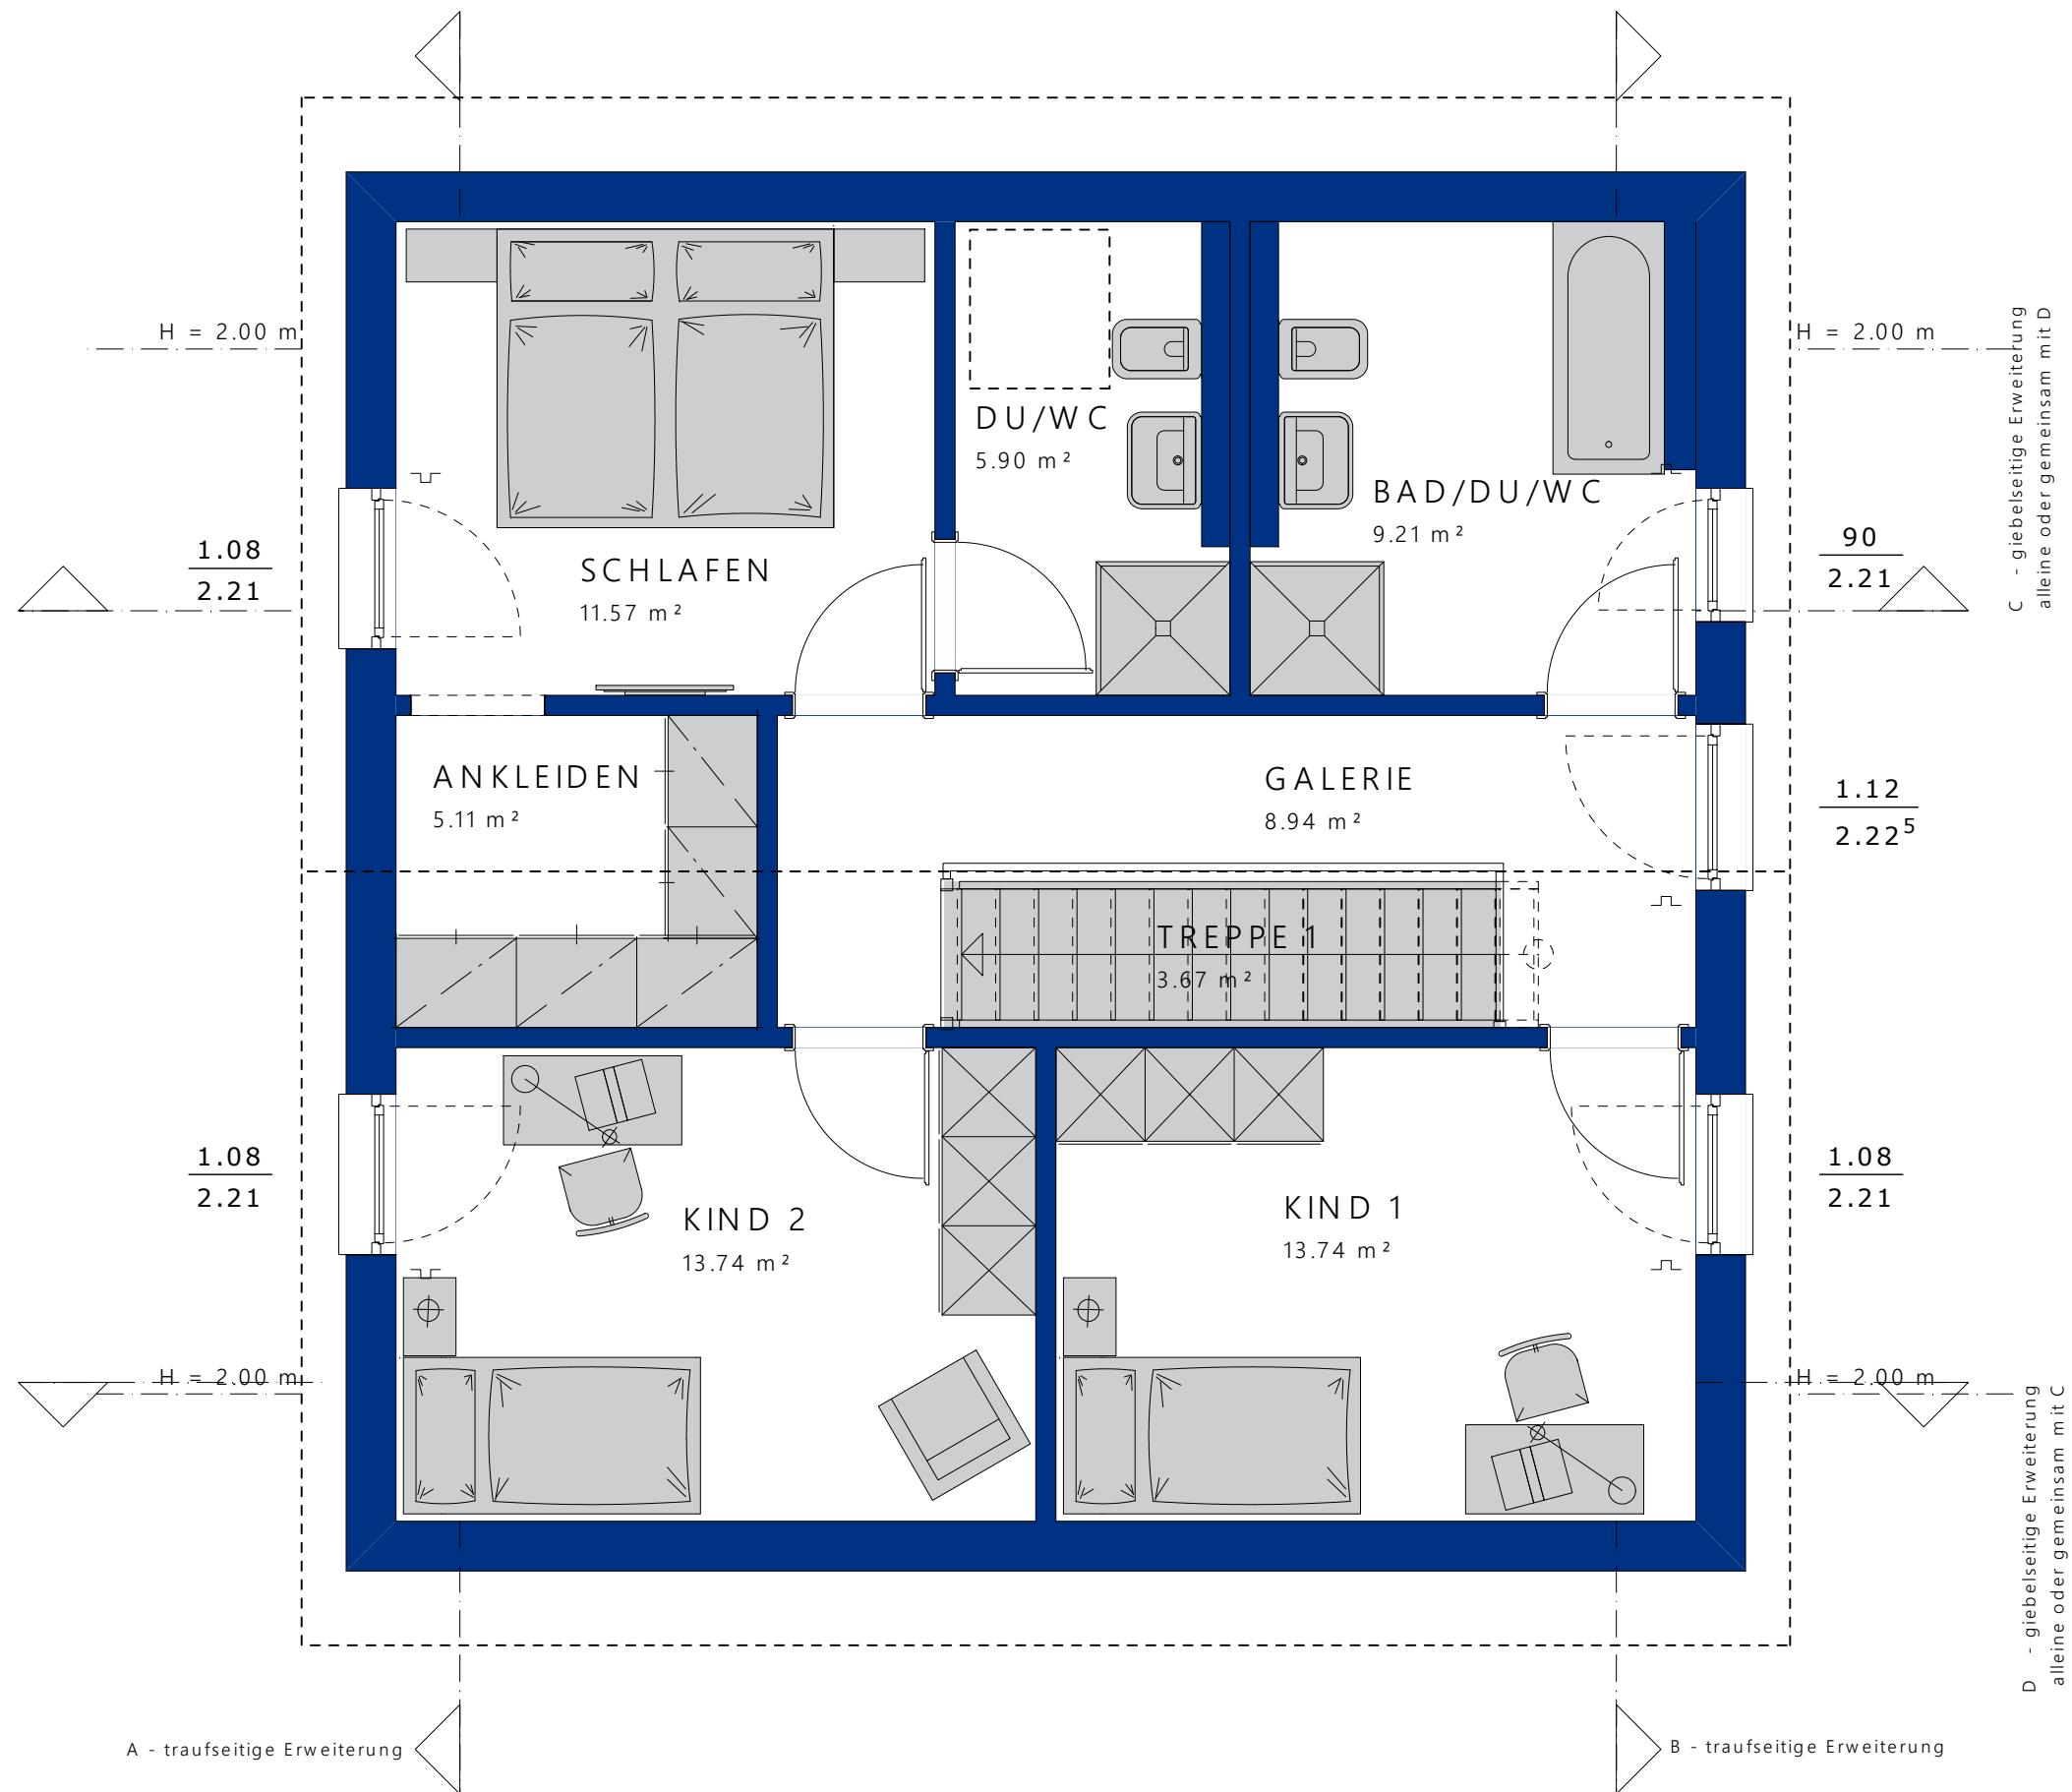 H = 2.00 m
H = 2.00 m
C - giebelseitige Erweiterung
alleine oder gemeinsam mit D
DU/WC
5.90 m²
BAD/DU/WC
9.21 m²
1.08
2.21
SCHLAFEN
11.57 m²
90
2.21
ANKLEIDEN
5.11 m²
GALERIE
8.94 m²
1.12
2.22⁵
TREPPE 1
3.67 m²
1.08
2.21
KIND 2
13.74 m²
KIND 1
13.74 m²
1.08
2.21
H = 2.00 m
H = 2.00 m
D - giebelseitige Erweiterung
alleine oder gemeinsam mit C
A - traufseitige Erweiterung
B - traufseitige Erweiterung